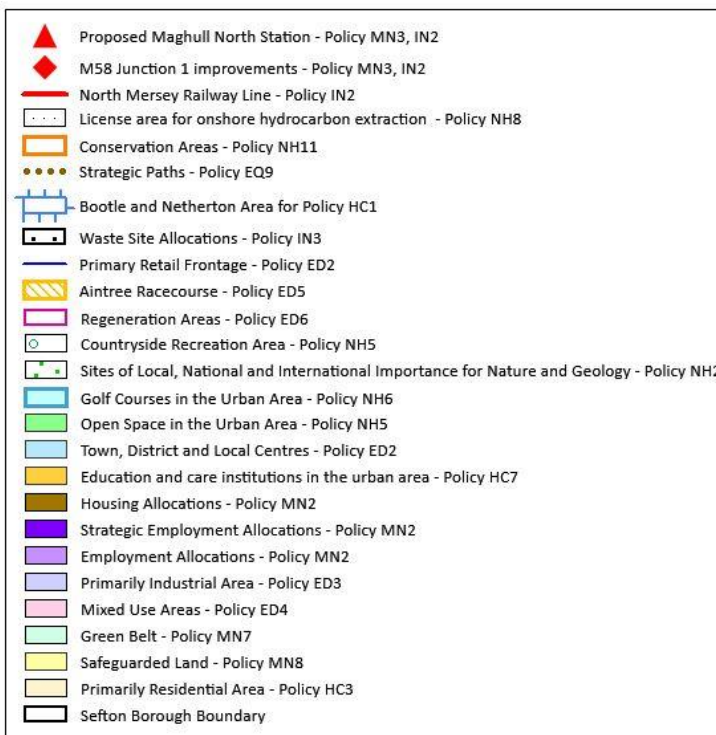 Proposed Maghull North Station - Policy MN3, IN2
M58 Junction 1 improvements - Policy MN3, IN2
North Mersey Railway Line - Policy IN2
License area for onshore hydrocarbon extraction - Policy NH8
Conservation Areas - Policy NH11
Strategic Paths - Policy EQ9
Bootle and Netherton Area for Policy HC1
Waste Site Allocations - Policy IN3
Primary Retail Frontage - Policy ED2
Aintree Racecourse - Policy ED5
Regeneration Areas - Policy ED6
Countryside Recreation Area - Policy NH5
Sites of Local, National and International Importance for Nature and Geology - Policy NH2
Golf Courses in the Urban Area - Policy NH6
Open Space in the Urban Area - Policy NH5
Town, District and Local Centres - Policy ED2
Education and care institutions in the urban area - Policy HC7
Housing Allocations - Policy MN2
Strategic Employment Allocations - Policy MN2
Employment Allocations - Policy MN2
Primarily Industrial Area - Policy ED3
Mixed Use Areas - Policy ED4
Green Belt - Policy MN7
Safeguarded Land - Policy MN8
Primarily Residential Area - Policy HC3
Sefton Borough Boundary